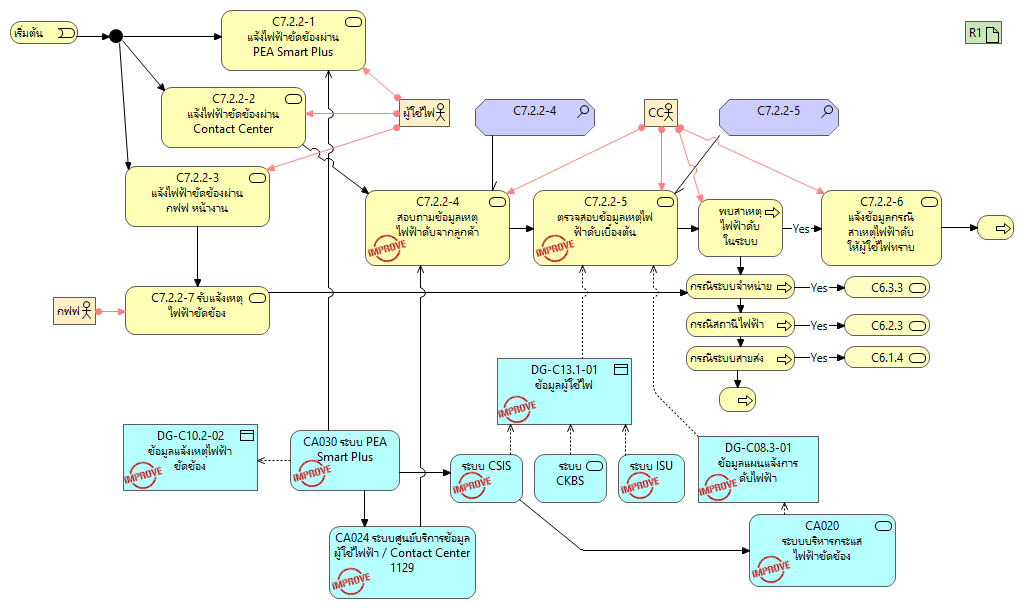 เริ่มต้น
C7.2.2-1
แจ้งไฟฟ้าขัดข้องผ่าน
PEA Smart Plus
R1
C7.2.2-2
แจ้งไฟฟ้าขัดข้องผ่าน
Contact Center
ผู้ใช้ไฟ
C7.2.2-4
CC
C7.2.2-5
C7.2.2-3
แจ้งไฟฟ้าขัดข้องผ่าน
กฟฟ หน้างาน
C7.2.2-4
สอบถามข้อมูลเหตุ
ไฟฟ้าดับจากลูกค้า
IMPROVE
C7.2.2-5
ตรวจสอบข้อมูลเหตุไฟ
ฟ้าดับเบื้องต้น
IMPROVE
พบสาเหตุ
ไฟฟ้าดับ
ในระบบ
Yes
C7.2.2-6
แจ้งข้อมูลกรณี
สาเหตุไฟฟ้าดับ
ให้ผู้ใช้ไฟทราบ
กฟฟ
C7.2.2-7 รับแจ้งเหตุ
ไฟฟ้าขัดข้อง
กรณีระบบจำหน่าย
Yes
C6.3.3
กรณีสถานีไฟฟ้า
Yes
C6.2.3
กรณีระบบสายส่ง
Yes
C6.1.4
DG-C13.1-01
ข้อมูลผู้ใช้ไฟ
IMPROVE
DG-C10.2-02
ข้อมูลแจ้งเหตุไฟฟ้า
ขัดข้อง
IMPROVE
CA030 ระบบ PEA
Smart Plus
IMPROVE
ระบบ CSIS
IMPROVE
ระบบ
CKBS
ระบบ ISU
IMPROVE
DG-C08.3-01
ข้อมูลแผนแจ้งการ
ดับไฟฟ้า
IMPROVE
CA024 ระบบศูนย์บริการข้อมูล
ผู้ใช้ไฟฟ้า / Contact Center
1129
IMPROVE
CA020
ระบบบริหารกระแส
ไฟฟ้าขัดข้อง
IMPROVE